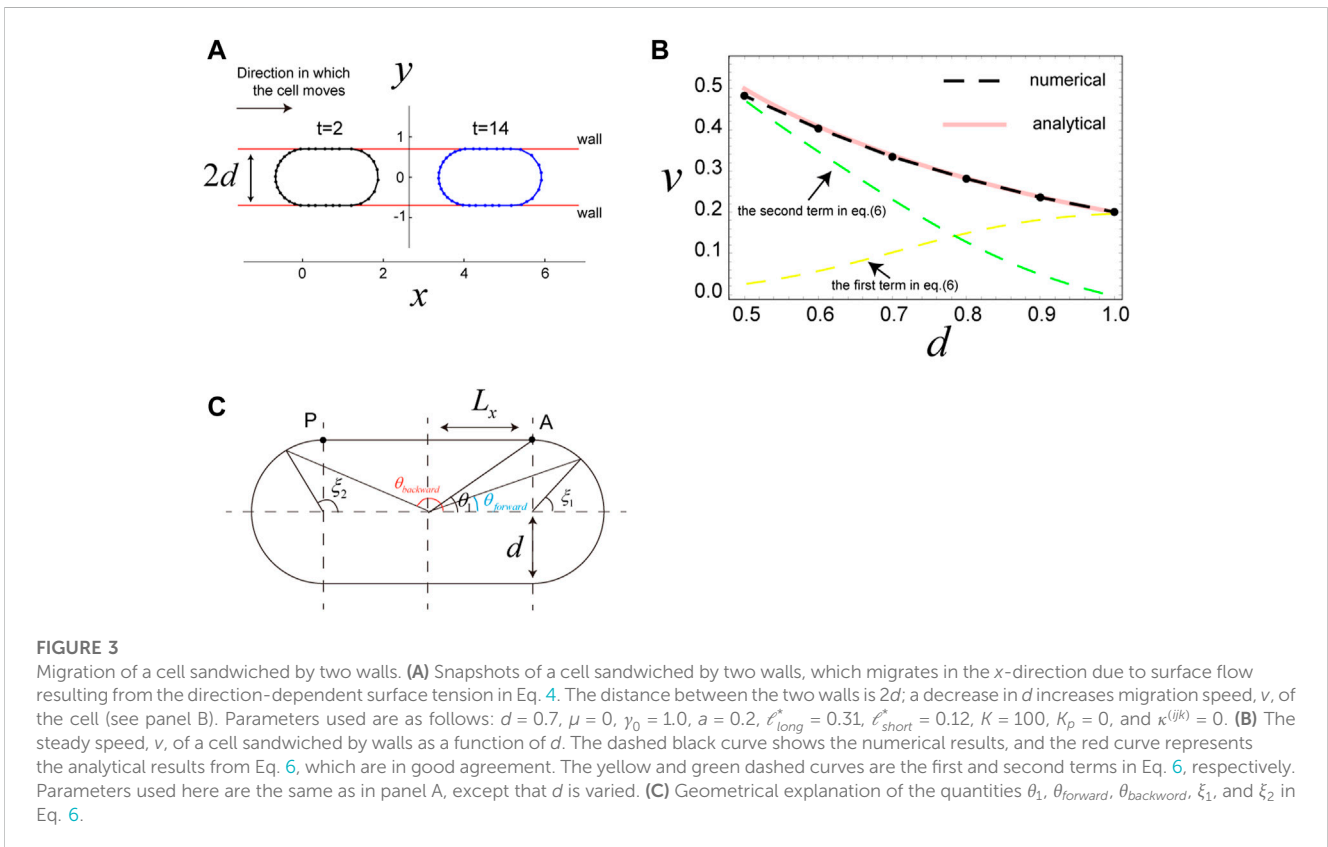 A
Direction in which
the cell moves
y
t=2
t=14
1
wall
2d
0
-1
wall
0
2
4
6
x
B
0.5
0.4
0.3
0.2
0.1
0.0
v
numerical
analytical
the second term in eq.(6)
the first term in eq.(6)
0.5
0.6
0.7
0.8
0.9
1.0
d
C
L_x
P
A
ξ_2
θ_backward
θ_1
θ_forward
ξ_1
d
FIGURE 3
Migration of a cell sandwiched by two walls. (A) Snapshots of a cell sandwiched by two walls, which migrates in the x-direction due to surface flow
resulting from the direction-dependent surface tension in Eq. 4. The distance between the two walls is 2d; a decrease in d increases migration speed, v, of
the cell (see panel B). Parameters used are as follows: d = 0.7, μ = 0, γ_0 = 1.0, a = 0.2, ℓ*_long = 0.31, ℓ*_short = 0.12, K = 100, K_p = 0, and κ^(ijk) = 0. (B) The
steady speed, v, of a cell sandwiched by walls as a function of d. The dashed black curve shows the numerical results, and the red curve represents
the analytical results from Eq. 6, which are in good agreement. The yellow and green dashed curves are the first and second terms in Eq. 6, respectively.
Parameters used here are the same as in panel A, except that d is varied. (C) Geometrical explanation of the quantities θ_1, θ_forward, θ_backword, ξ_1, and ξ_2 in
Eq. 6.